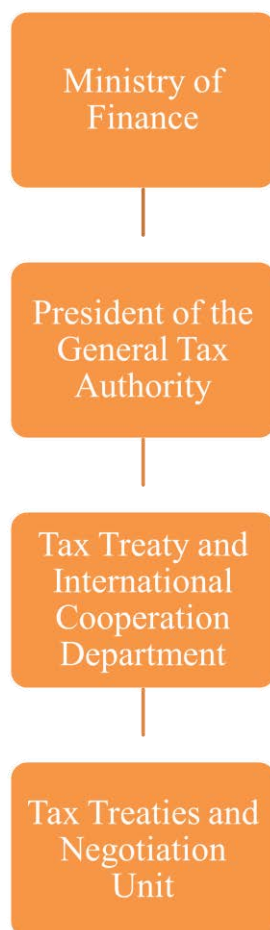 Ministry of
Finance
President of the
General Tax
Authority
Tax Treaty and
International
Cooperation
Department
Tax Treaties and
Negotiation
Unit